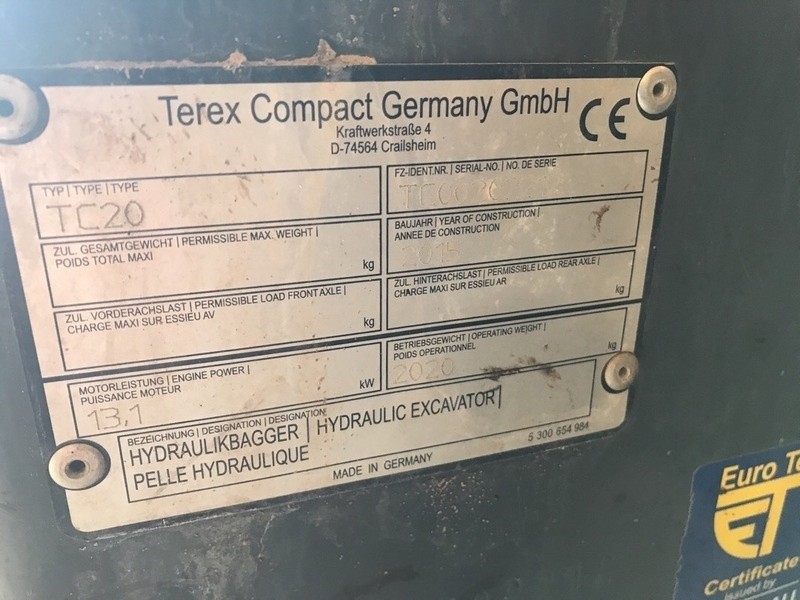 Terex Compact Germany GmbH
Kraftwerkstraße 4
D-74564 Crailsheim
CE
TYP | TYPE | TYPE
TC20
FZ-IDENT.NR. | SERIAL-NO. | NO. DE SERIE
ZUL. GESAMTGEWICHT | PERMISSIBLE MAX. WEIGHT |
POIDS TOTAL MAXI
kg
BAUJAHR | YEAR OF CONSTRUCTION |
ANNEE DE CONSTRUCTION
2015
ZUL. VORDERACHSLAST | PERMISSIBLE LOAD FRONT AXLE |
CHARGE MAXI SUR ESSIEU AV
kg
ZUL. HINTERACHSLAST | PERMISSIBLE LOAD REAR AXLE |
CHARGE MAXI SUR ESSIEU AR
kg
MOTORLEISTUNG | ENGINE POWER |
PUISSANCE MOTEUR
kW
13,1
BETRIEBSGEWICHT | OPERATING WEIGHT |
POIDS OPERATIONNEL
kg
2020
BEZEICHNUNG | DESIGNATION | DESIGNATION
HYDRAULIKBAGGER | HYDRAULIC EXCAVATOR |
PELLE HYDRAULIQUE
5 300 654 984
MADE IN GERMANY
Euro
ET
Certificate
issued by